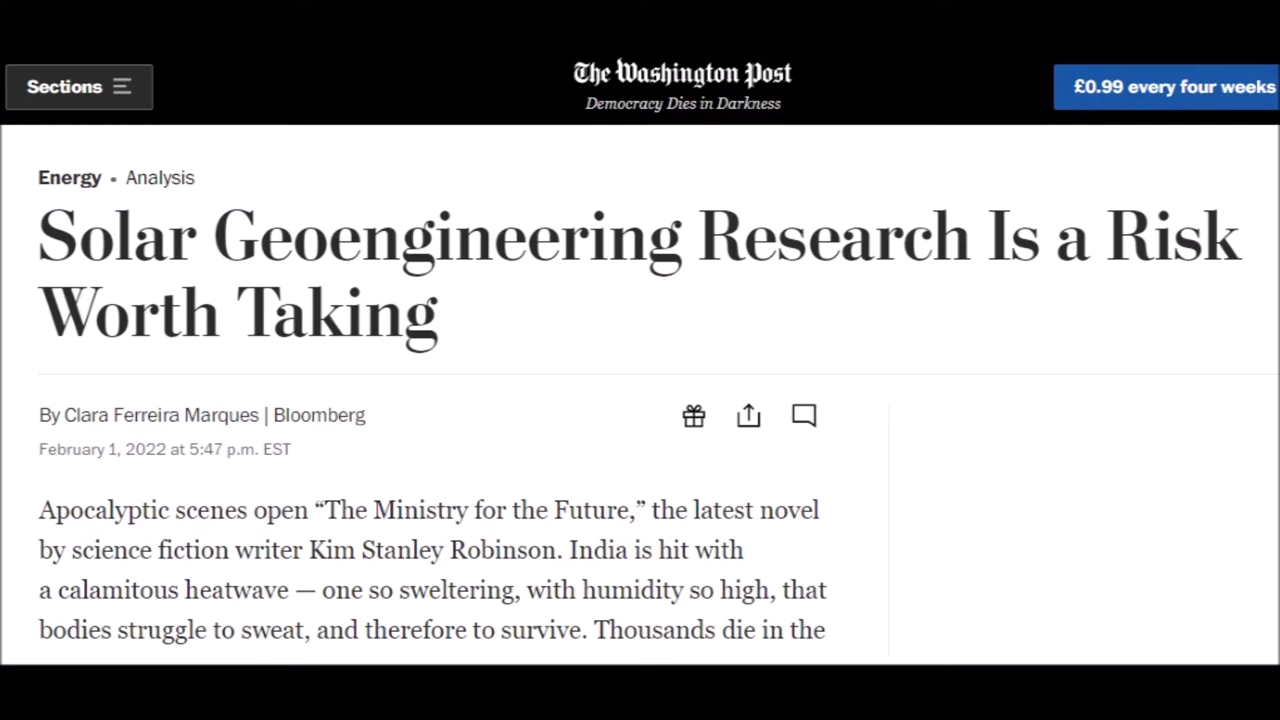 Sections
The Washington Post
Democracy Dies in Darkness
£0.99 every four weeks
Energy • Analysis
Solar Geoengineering Research Is a Risk
Worth Taking
By Clara Ferreira Marques | Bloomberg
February 1, 2022 at 5:47 p.m. EST
Apocalyptic scenes open “The Ministry for the Future,” the latest novel
by science fiction writer Kim Stanley Robinson. India is hit with
a calamitous heatwave — one so sweltering, with humidity so high, that
bodies struggle to sweat, and therefore to survive. Thousands die in the